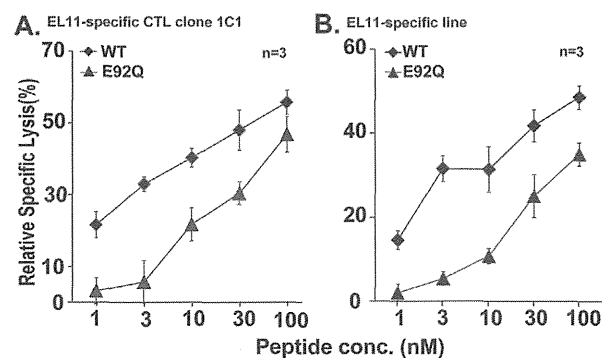 A. EL11-specific CTL clone 1C1
WT
E92Q
n=3
70
50
30
10
0
1 3 10 30 100
Relative Specific Lysis(%)
B. EL11-specific line
WT
E92Q
n=3
60
40
20
0
1 3 10 30 100
Peptide conc. (nM)